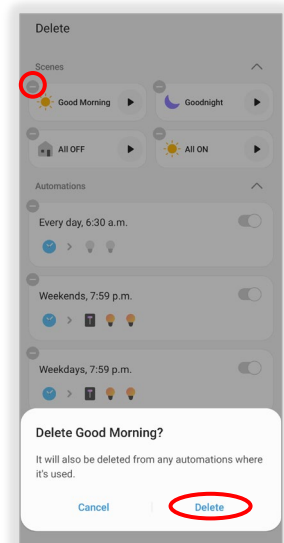 Delete
Scenes
Good Morning
Goodnight
All OFF
All ON
Automations
Every day, 6:30 a.m.
Weekends, 7:59 p.m.
Weekdays, 7:59 p.m.
Delete Good Morning?
It will also be deleted from any automations where
it's used.
Cancel
Delete